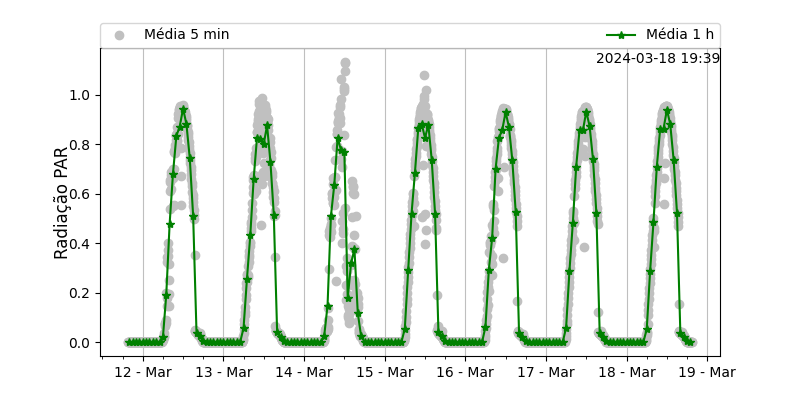 Média 5 min
Média 1 h
2024-03-18 19:39
Radiação PAR
1.0
0.8
0.6
0.4
0.2
0.0
12 - Mar
13 - Mar
14 - Mar
15 - Mar
16 - Mar
17 - Mar
18 - Mar
19 - Mar